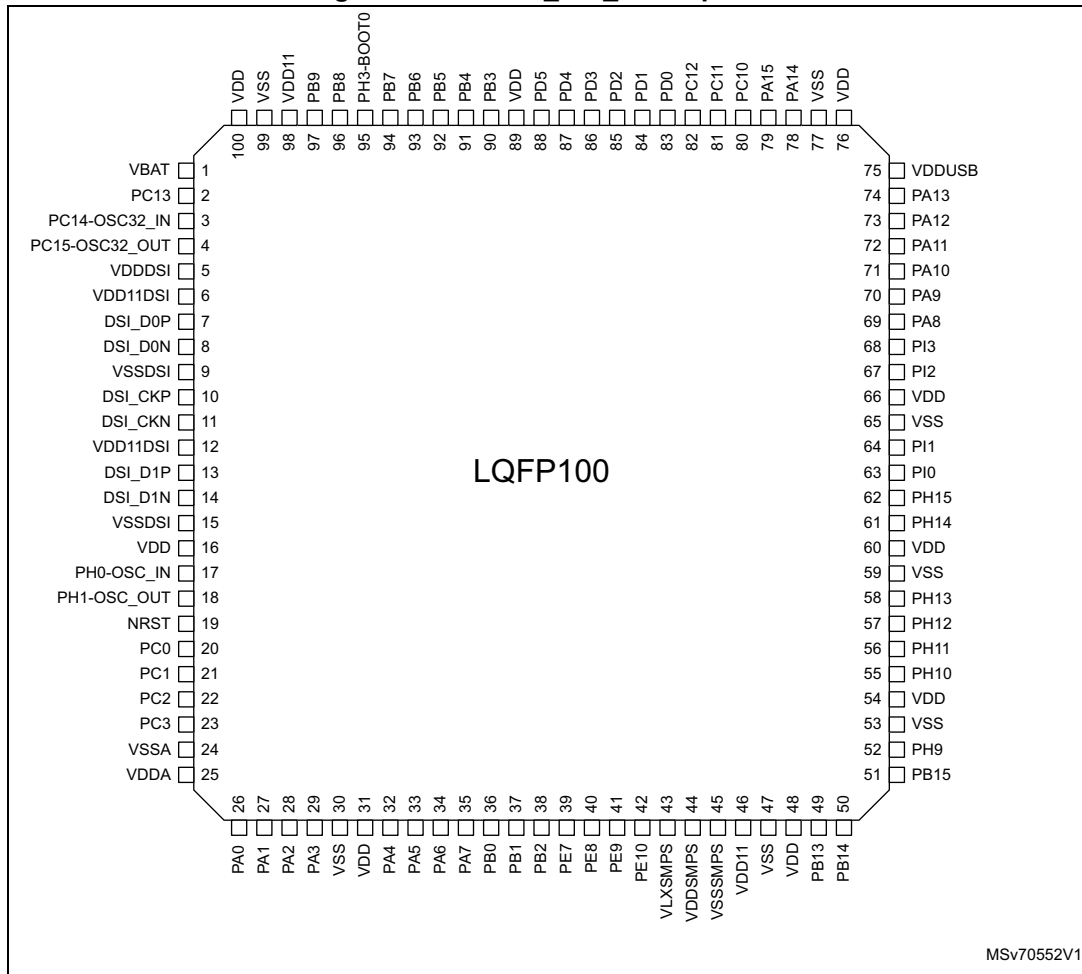 VDD
VSS
VDD11
PB9
PB8
PH3-BOOT0
PB7
PB6
PB5
PB4
PB3
VDD
PD5
PD4
PD3
PD2
PD1
PD0
PC12
PC11
PC10
PA15
PA14
VSS
VDD
100
99
98
97
96
95
94
93
92
91
90
89
88
87
86
85
84
83
82
81
80
79
78
77
76
VBAT 1
PC13 2
PC14-OSC32_IN 3
PC15-OSC32_OUT 4
VDDDSI 5
VDD11DSI 6
DSI_D0P 7
DSI_D0N 8
VSSDSI 9
DSI_CKP 10
DSI_CKN 11
VDD11DSI 12
DSI_D1P 13
DSI_D1N 14
VSSDSI 15
VDD 16
PH0-OSC_IN 17
PH1-OSC_OUT 18
NRST 19
PC0 20
PC1 21
PC2 22
PC3 23
VSSA 24
VDDA 25
LQFP100
75 VDDUSB
74 PA13
73 PA12
72 PA11
71 PA10
70 PA9
69 PA8
68 PI3
67 PI2
66 VDD
65 VSS
64 PI1
63 PI0
62 PH15
61 PH14
60 VDD
59 VSS
58 PH13
57 PH12
56 PH11
55 PH10
54 VDD
53 VSS
52 PH9
51 PB15
26
27
28
29
30
31
32
33
34
35
36
37
38
39
40
41
42
43
44
45
46
47
48
49
50
PA0
PA1
PA2
PA3
VSS
VDD
PA4
PA5
PA6
PA7
PB0
PB1
PB2
PE7
PE8
PE9
PE10
VLXSMPS
VDDSMPS
VSSSMPS
VDD11
VSS
VDD
PB13
PB14
MSv70552V1